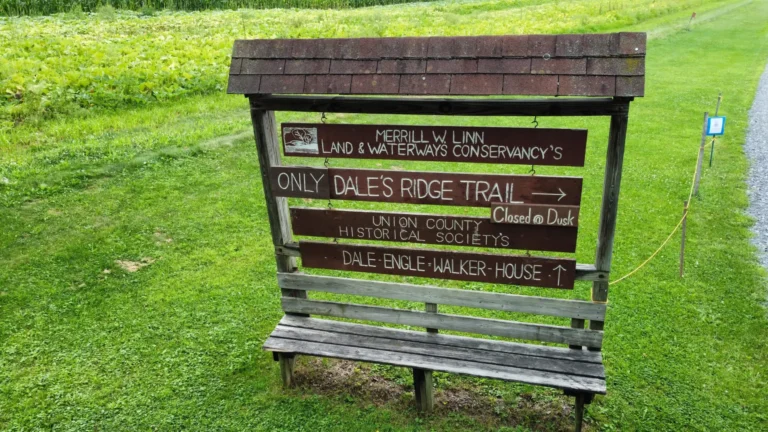 MERRILL W. LINN
LAND & WATERWAYS CONSERVANCY'S
ONLY DALE'S RIDGE TRAIL →
Closed @ Dusk
UNION COUNTY
HISTORICAL SOCIETY'S
DALE-ENGLE-WALKER-HOUSE ↑